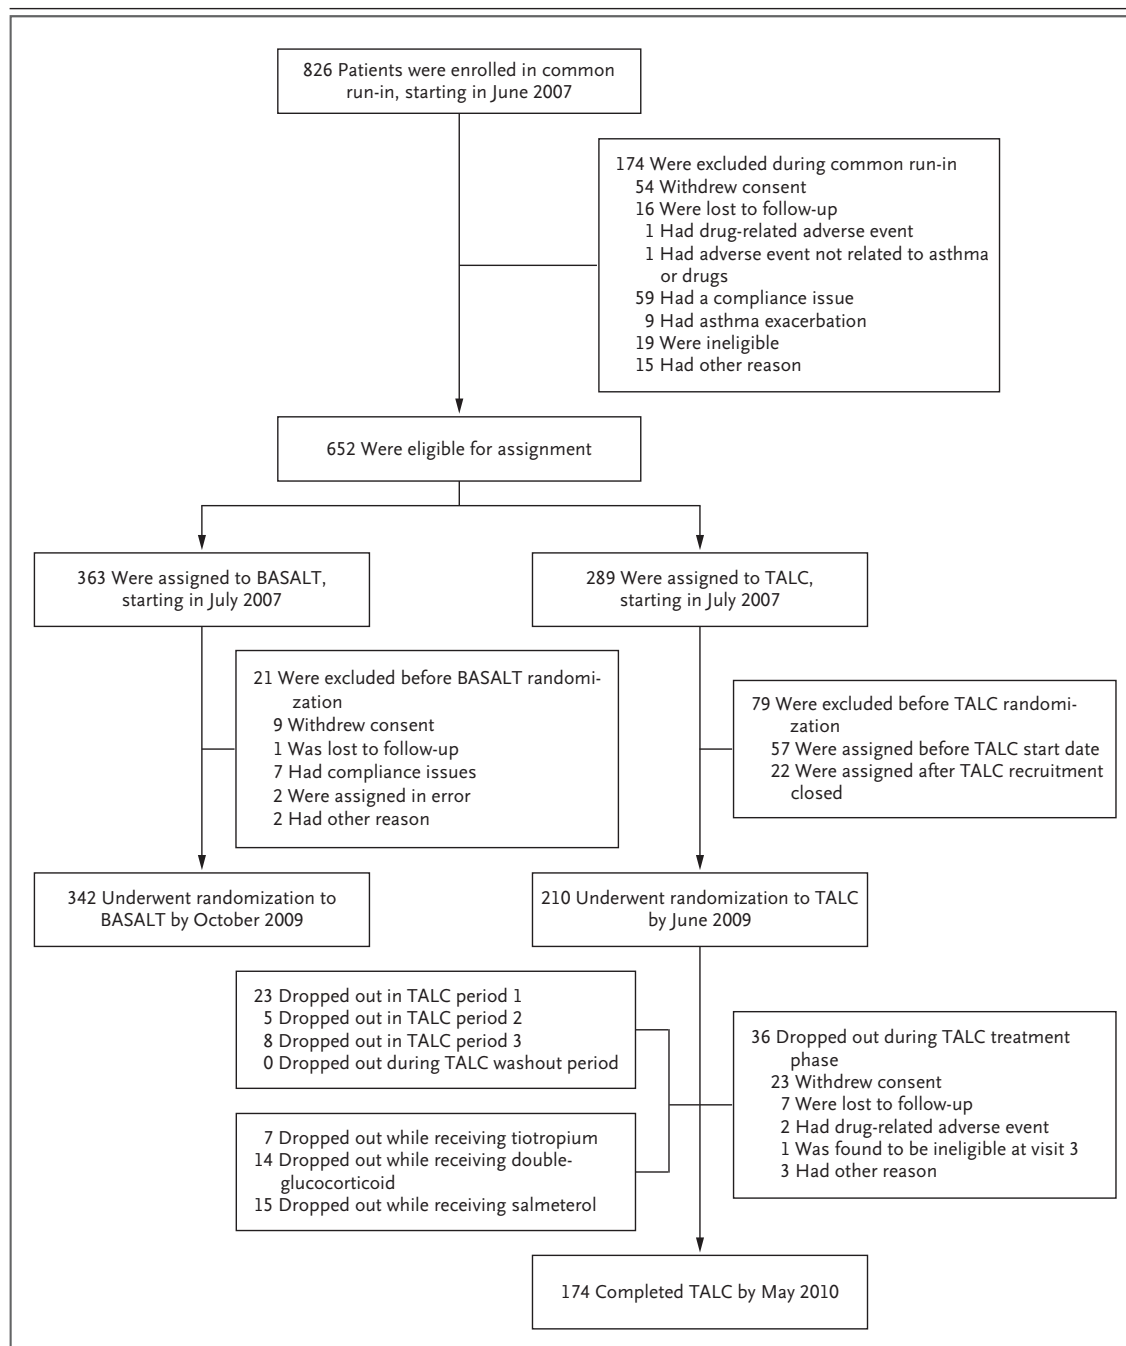 826 Patients were enrolled in common
run-in, starting in June 2007
174 Were excluded during common run-in
54 Withdrew consent
16 Were lost to follow-up
1 Had drug-related adverse event
1 Had adverse event not related to asthma
or drugs
59 Had a compliance issue
9 Had asthma exacerbation
19 Were ineligible
15 Had other reason
652 Were eligible for assignment
363 Were assigned to BASALT,
starting in July 2007
289 Were assigned to TALC,
starting in July 2007
21 Were excluded before BASALT randomi-
zation
9 Withdrew consent
1 Was lost to follow-up
7 Had compliance issues
2 Were assigned in error
2 Had other reason
79 Were excluded before TALC randomi-
zation
57 Were assigned before TALC start date
22 Were assigned after TALC recruitment
closed
342 Underwent randomization to
BASALT by October 2009
210 Underwent randomization to TALC
by June 2009
23 Dropped out in TALC period 1
5 Dropped out in TALC period 2
8 Dropped out in TALC period 3
0 Dropped out during TALC washout period
36 Dropped out during TALC treatment
phase
23 Withdrew consent
7 Were lost to follow-up
2 Had drug-related adverse event
1 Was found to be ineligible at visit 3
3 Had other reason
7 Dropped out while receiving tiotropium
14 Dropped out while receiving double-
glucocorticoid
15 Dropped out while receiving salmeterol
174 Completed TALC by May 2010